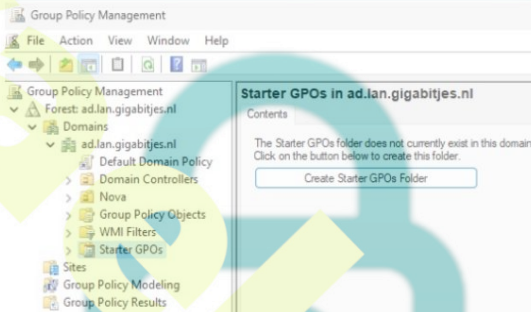 Group Policy Management
File Action View Window Help
Group Policy Management
Forest: ad.lan.gigabitjes.nl
Domains
ad.lan.gigabitjes.nl
Default Domain Policy
Domain Controllers
Nova
Group Policy Objects
WMI Filters
Starter GPOs
Sites
Group Policy Modeling
Group Policy Results
Starter GPOs in ad.lan.gigabitjes.nl
Contents
The Starter GPOs folder does not currently exist in this domain
Click on the button below to create this folder.
Create Starter GPOs Folder